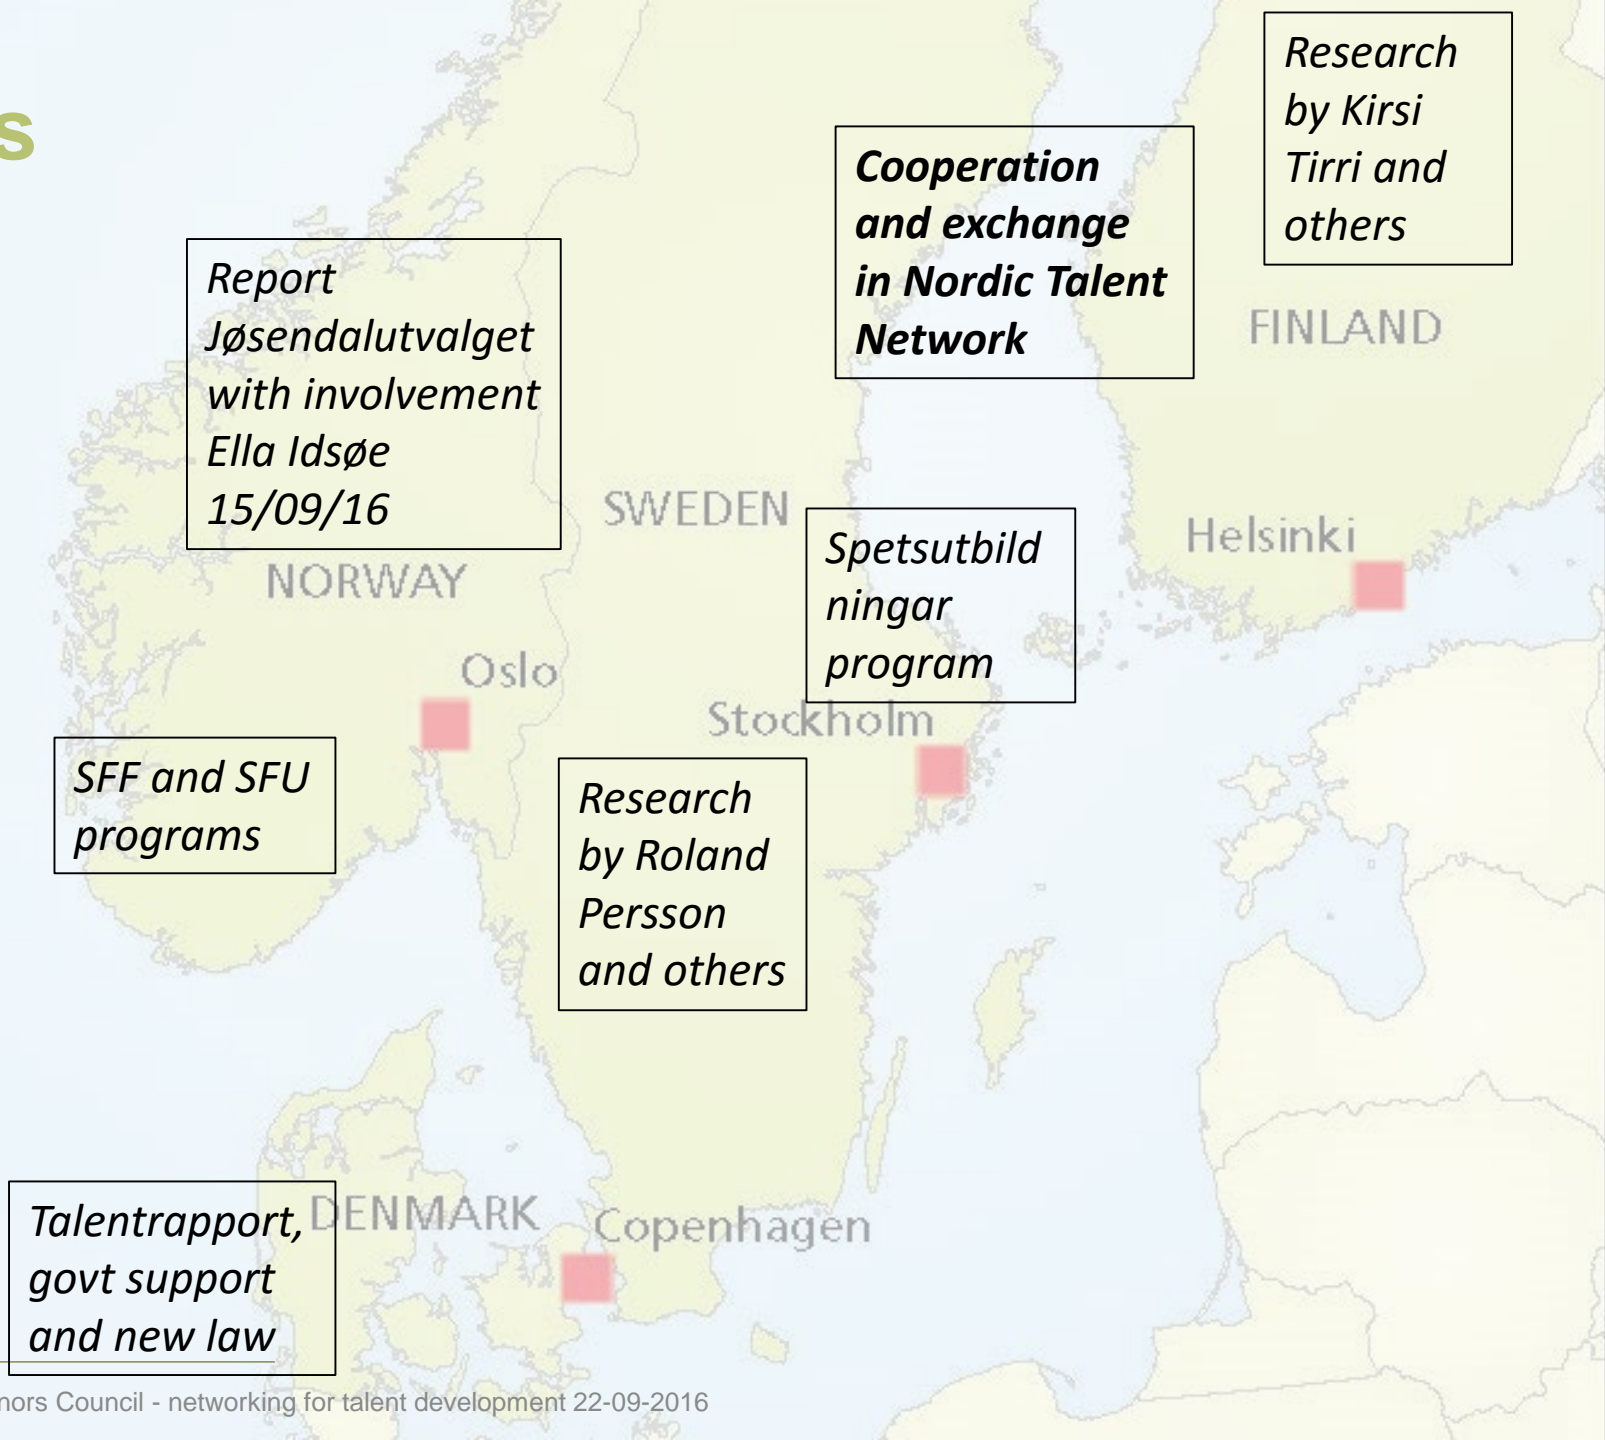 s
Research
by Kirsi
Tirri and
others
Cooperation
and exchange
in Nordic Talent
Network
Report
Jøsendalutvalget
with involvement
Ella Idsøe
15/09/16
FINLAND
SWEDEN
Spetsutbild
ningar
program
Helsinki
NORWAY
Oslo
Stockholm
SFF and SFU
programs
Research
by Roland
Persson
and others
Talentrapport,
govt support
and new law
DENMARK
Copenhagen
nors Council - networking for talent development 22-09-2016